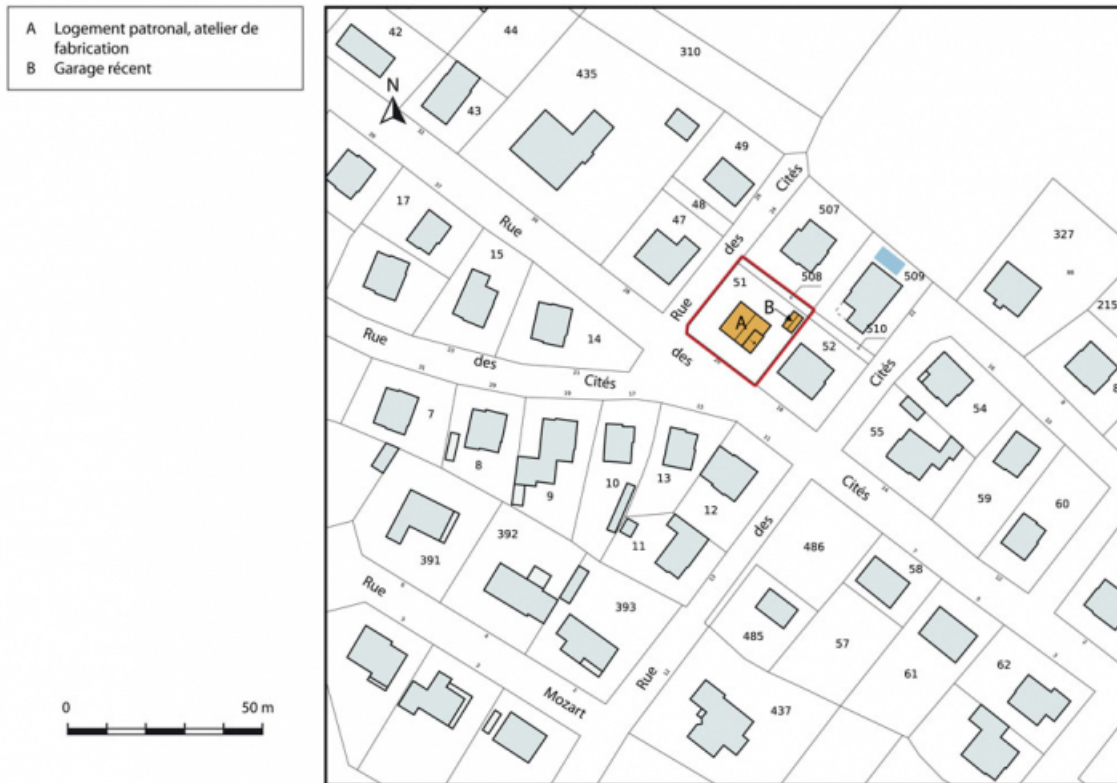 A Logement patronal, atelier de
fabrication
B Garage récent
N
0 50 m
42
44
310
435
43
49
Cités
17
Rue
48
47
des
507
327
15
51
508
509
215
B
A
Rue
510
14
52
Rue
des
Cités
des
Cités
54
7
8
9
10
13
12
55
Cités
59
60
392
11
des
486
391
58
Rue
393
485
57
61
62
Rue
Mozart
437